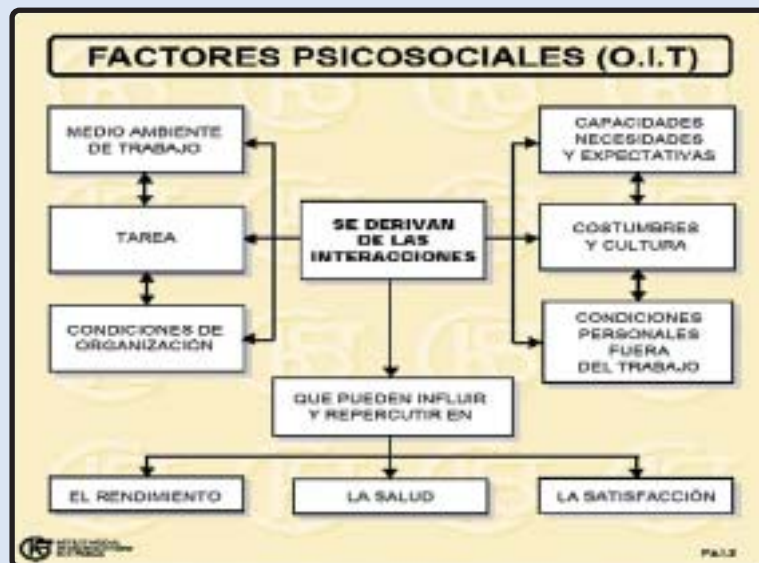 FACTORES PSICOSOCIALES (O.I.T)
MEDIO AMBIENTE
DE TRABAJO
TAREA
CONDICIONES DE
ORGANIZACIÓN
SE DERIVAN
DE LAS
INTERACCIONES
CAPACIDADES
NECESIDADES
Y EXPECTATIVAS
COSTUMBRES
Y CULTURA
CONDICIONES
PERSONALES
FUERA
DEL TRABAJO
QUE PUEDEN INFLUIR
Y REPERCUTIR EN
EL RENDIMIENTO
LA SALUD
LA SATISFACCIÓN